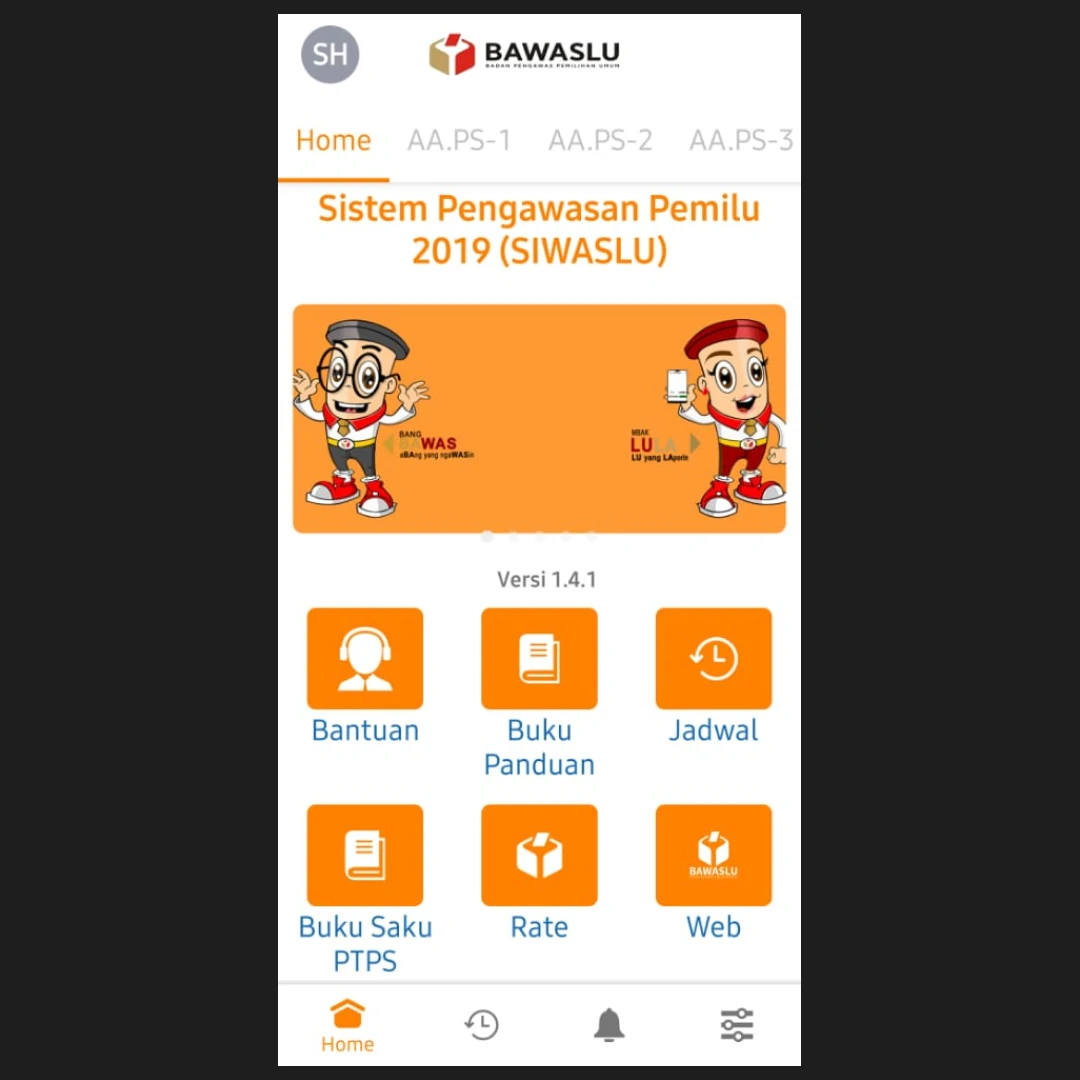 SH
BAWASLU
BADAN PENGAWAS PEMILIHAN UMUM
Home AA.PS-1 AA.PS-2 AA.PS-3
Sistem Pengawasan Pemilu
2019 (SIWASLU)
BANG
BAWAS
aBAng yang ngaWASin
MBAK
LULA
LU yang LAporin
Versi 1.4.1
Bantuan
Buku
Panduan
Jadwal
BAWASLU
Buku Saku
PTPS
Rate
Web
Home